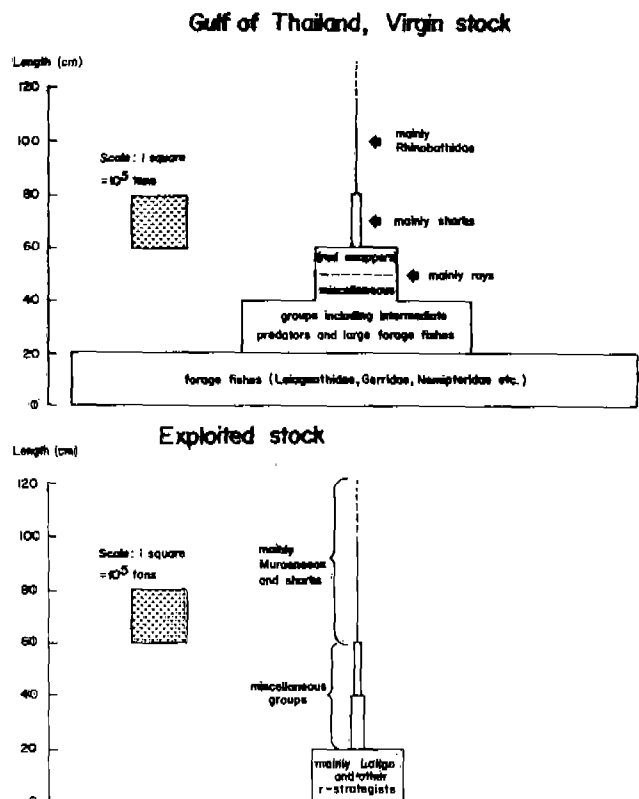 Gulf of Thailand, Virgin stock
Length (cm)
120
100
80
60
40
20
0
Scale: 1 square
=10⁵ tons
mainly
Rhinobathidae
mainly sharks
(red snappers)
mainly rays
miscellaneous
groups including intermediate
predators and large forage fishes
forage fishes (Leiognathidae, Gerridae, Nemipteridae etc.)
Exploited stock
Length (cm)
120
100
80
60
40
20
0
Scale: 1 square
=10⁵ tons
mainly
Muraenesox
and sharks
miscellaneous
groups
mainly Loligo
and other
r-strategists